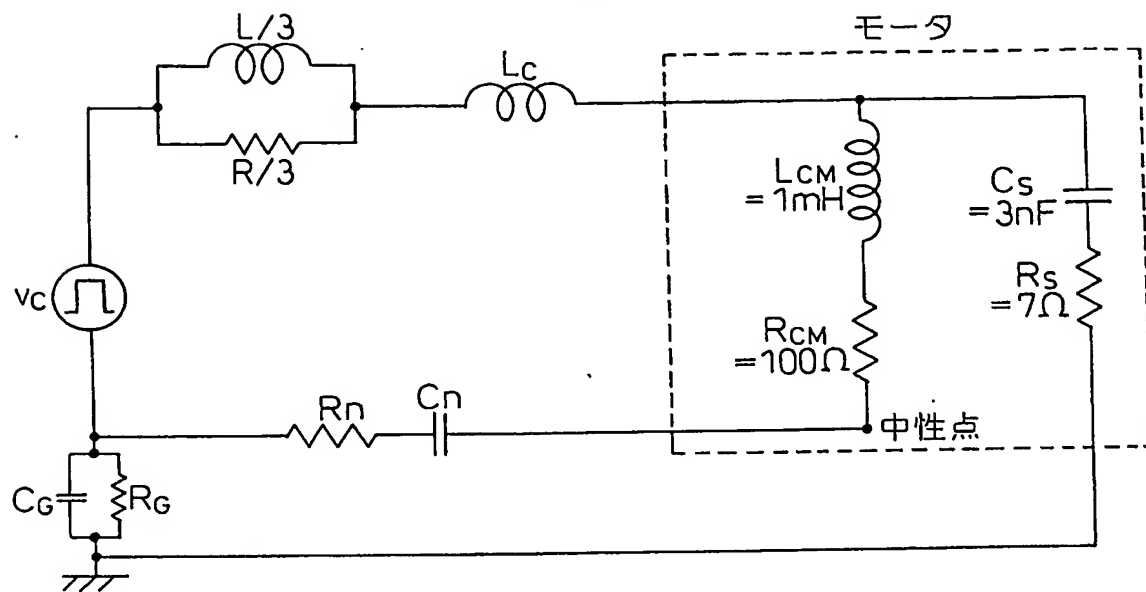 モータ
L/3
R/3
Lc
LCM
=1mH
Cs
=3nF
vc
RCM
=100Ω
Rs
=7Ω
Rn
Cn
中性点
CG
RG